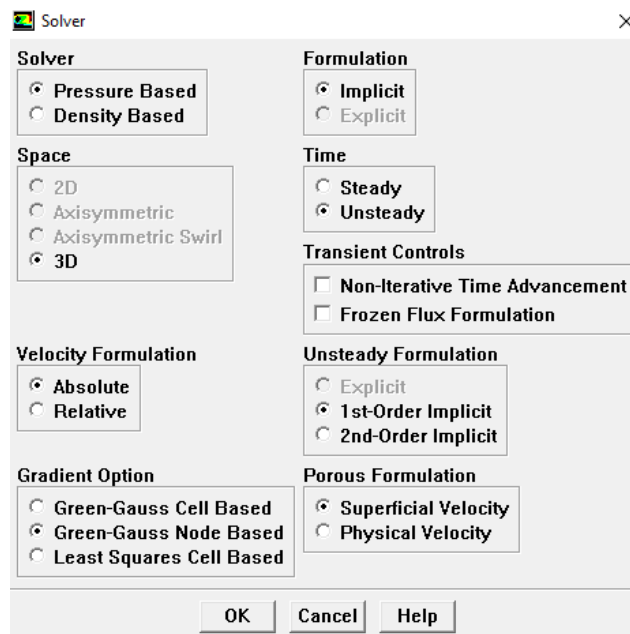 Solver
Solver
Pressure Based
Density Based
Formulation
Implicit
Explicit
Space
2D
Axisymmetric
Axisymmetric Swirl
3D
Time
Steady
Unsteady
Transient Controls
Non-Iterative Time Advancement
Frozen Flux Formulation
Velocity Formulation
Absolute
Relative
Unsteady Formulation
Explicit
1st-Order Implicit
2nd-Order Implicit
Gradient Option
Green-Gauss Cell Based
Green-Gauss Node Based
Least Squares Cell Based
Porous Formulation
Superficial Velocity
Physical Velocity
OK Cancel Help